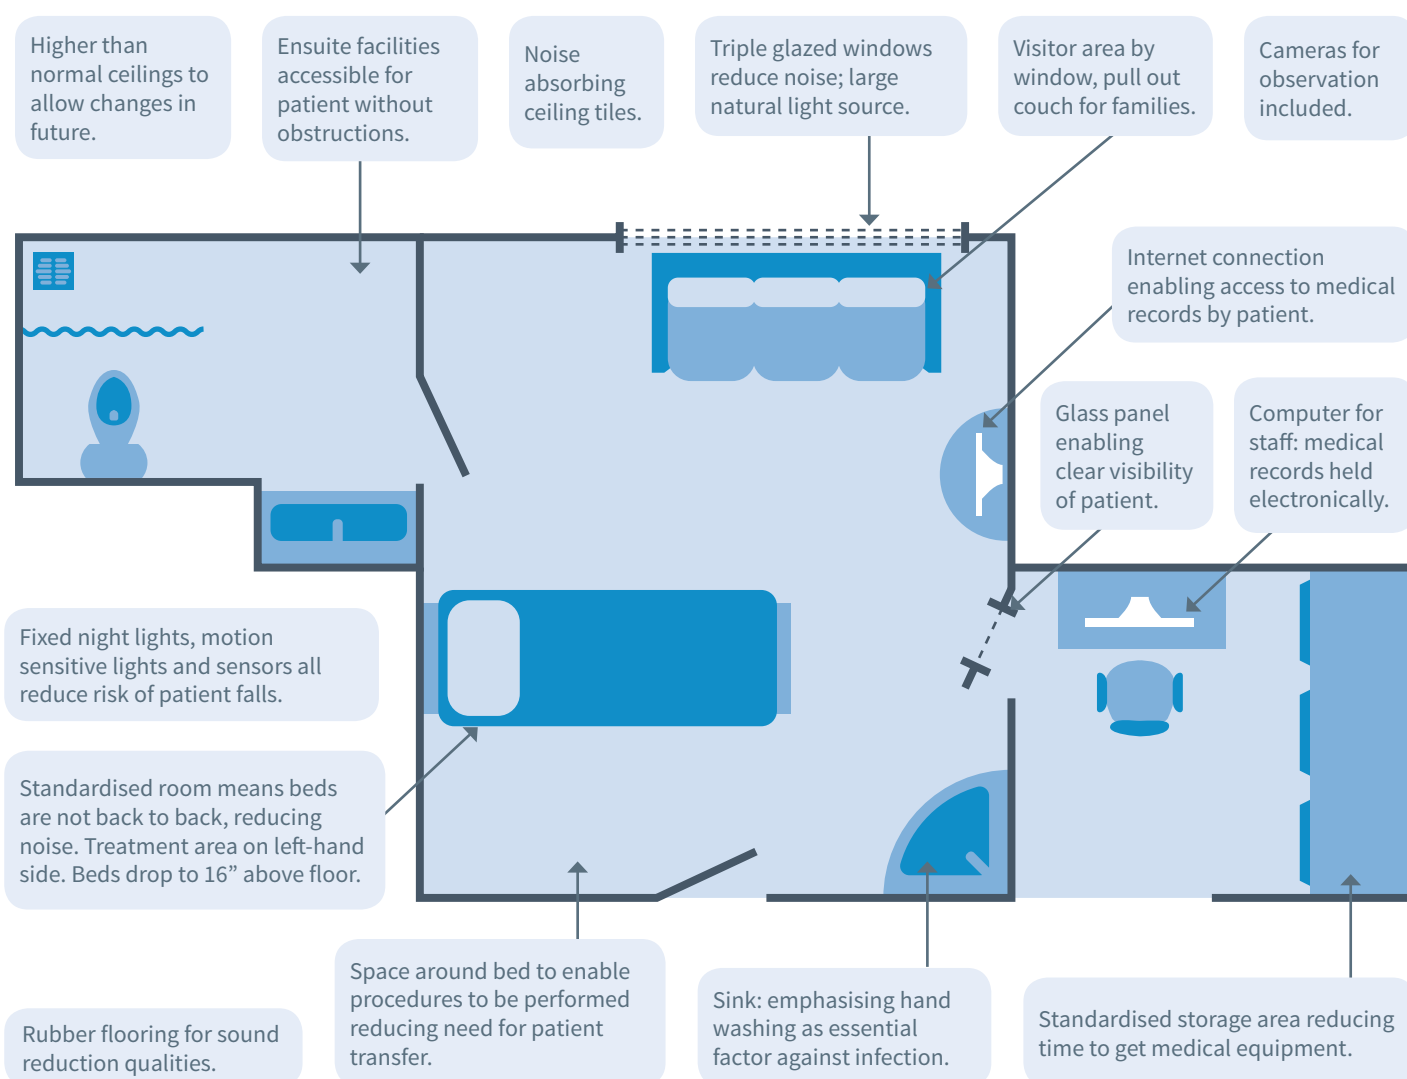 Higher than
normal ceilings to
allow changes in
future.
Ensuite facilities
accessible for
patient without
obstructions.
Noise
absorbing
ceiling tiles.
Triple glazed windows
reduce noise; large
natural light source.
Visitor area by
window, pull out
couch for families.
Cameras for
observation
included.
Internet connection
enabling access to medical
records by patient.
Glass panel
enabling
clear visibility
of patient.
Computer for
staff: medical
records held
electronically.
Fixed night lights, motion
sensitive lights and sensors all
reduce risk of patient falls.
Standardised room means beds
are not back to back, reducing
noise. Treatment area on left-hand
side. Beds drop to 16” above floor.
Space around bed to enable
procedures to be performed
reducing need for patient
transfer.
Sink: emphasising hand
washing as essential
factor against infection.
Standardised storage area reducing
time to get medical equipment.
Rubber flooring for sound
reduction qualities.